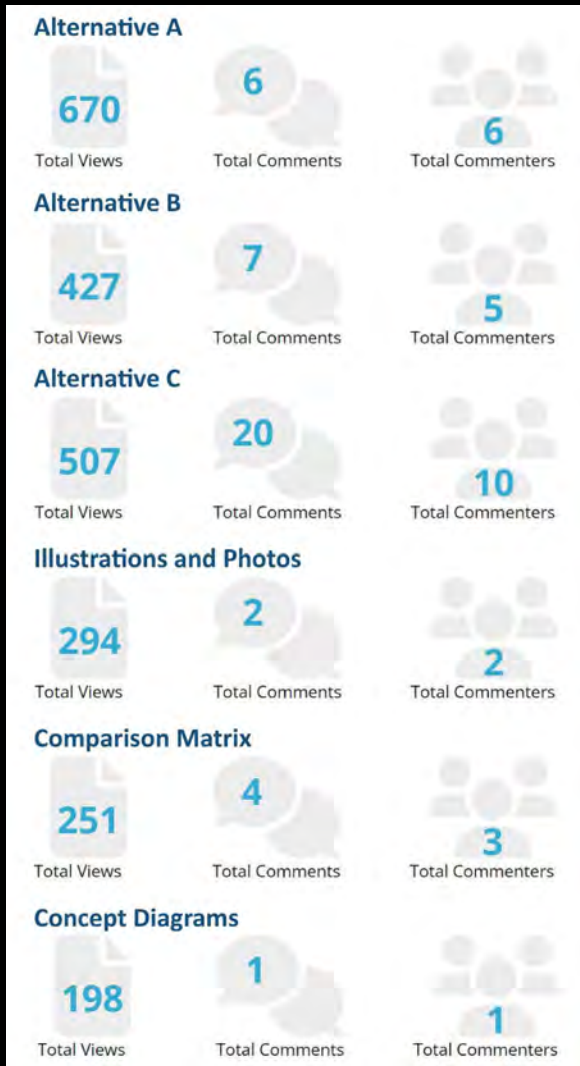 Alternative A
670 6 6
Total Views Total Comments Total Commenters
Alternative B
427 7 5
Total Views Total Comments Total Commenters
Alternative C
507 20 10
Total Views Total Comments Total Commenters
Illustrations and Photos
294 2 2
Total Views Total Comments Total Commenters
Comparison Matrix
251 4 3
Total Views Total Comments Total Commenters
Concept Diagrams
198 1 1
Total Views Total Comments Total Commenters